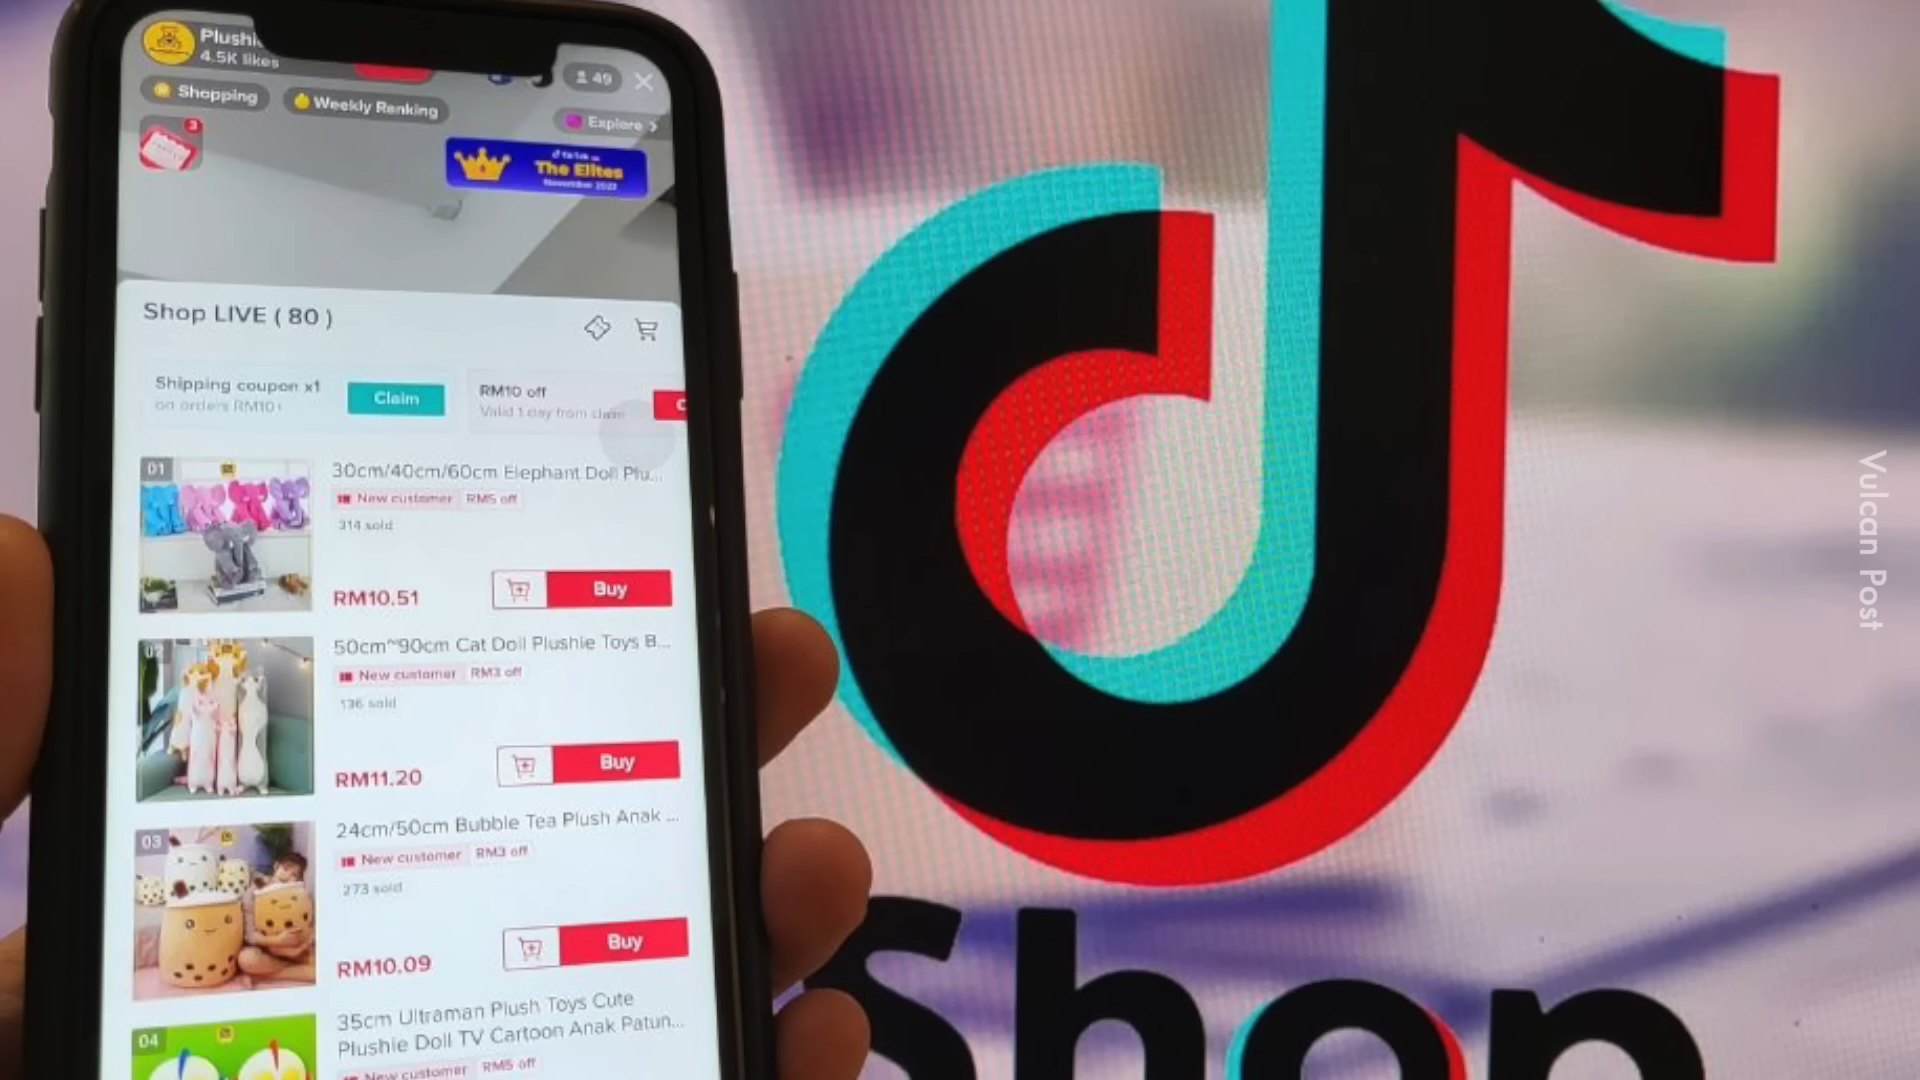 4.5K likes
49
Shopping
Weekly Ranking
Explore >
3
The Elites
November 2022
Shop LIVE ( 80 )
Shipping coupon x1
on orders RM10+
Claim
RM10 off
Valid 1 day from claim
01
30cm/40cm/60cm Elephant Doll Plu...
New customer RM5 off
314 sold
RM10.51
Buy
02
50cm~90cm Cat Doll Plushie Toys B...
New customer RM3 off
136 sold
RM11.20
Buy
03
24cm/50cm Bubble Tea Plush Anak ...
New customer RM3 off
273 sold
RM10.09
Buy
04
35cm Ultraman Plush Toys Cute
Plushie Doll TV Cartoon Anak Patun...
New customer RM5 off
Shop
Vulcan Post